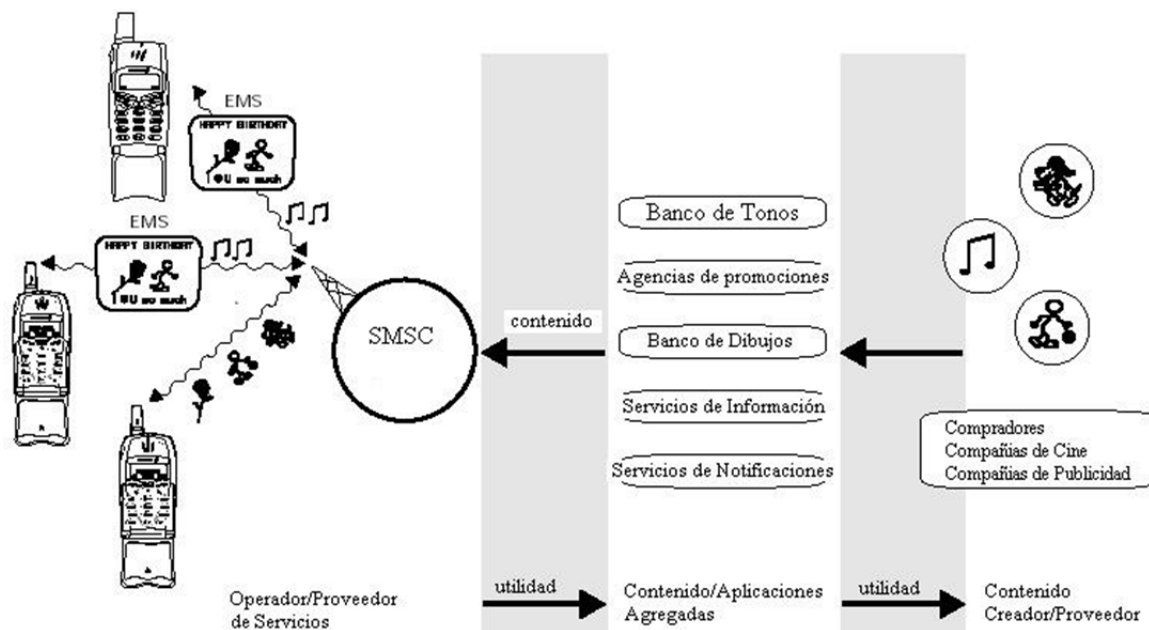 EMS
HAPPY BIRTHDAY
I ♥U so much
EMS
HAPPY BIRTHDAY
I ♥U so much
SMSC
contenido
Banco de Tonos
Agencias de promociones
Banco de Dibujos
Servicios de Información
Servicios de Notificaciones
Compradores
Compañias de Cine
Compañias de Publicidad
Operador/Proveedor
de Servicios
utilidad
Contenido/Aplicaciones
Agregadas
utilidad
Contenido
Creador/Proveedor